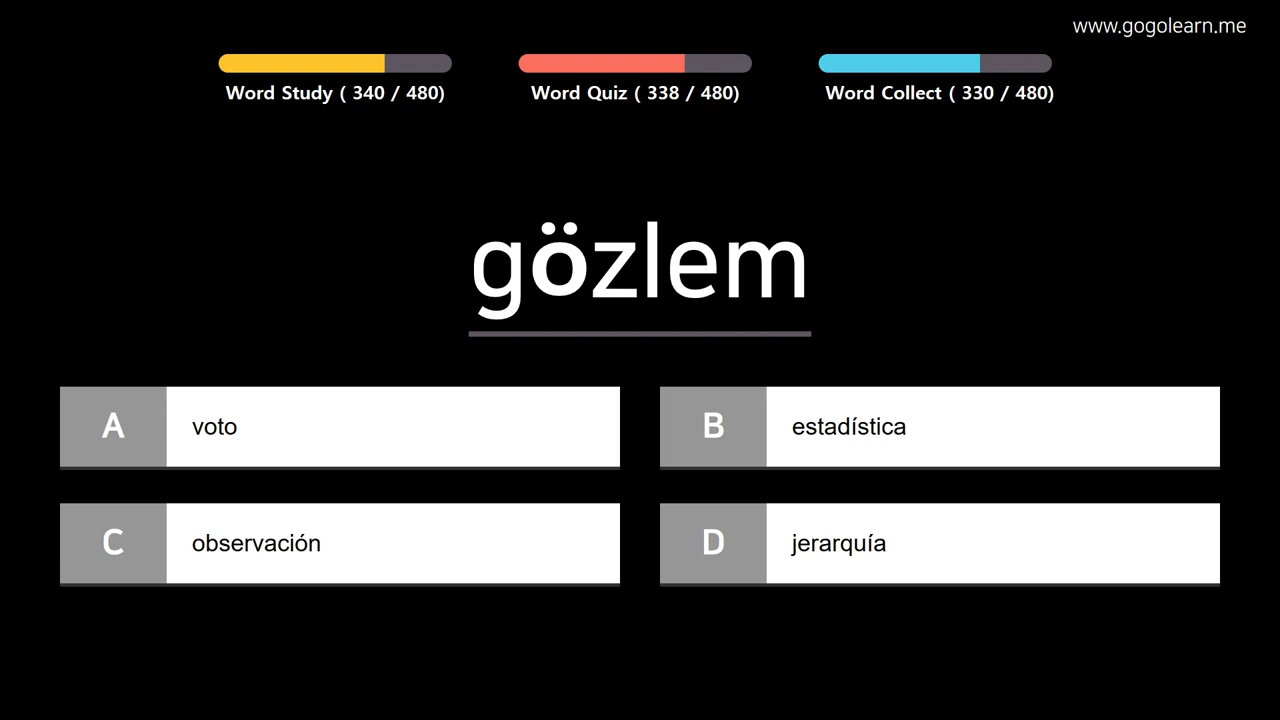 www.gogolearn.me
Word Study ( 340 / 480)
Word Quiz ( 338 / 480)
Word Collect ( 330 / 480)
gözlem
A voto
B estadística
C observación
D jerarquía